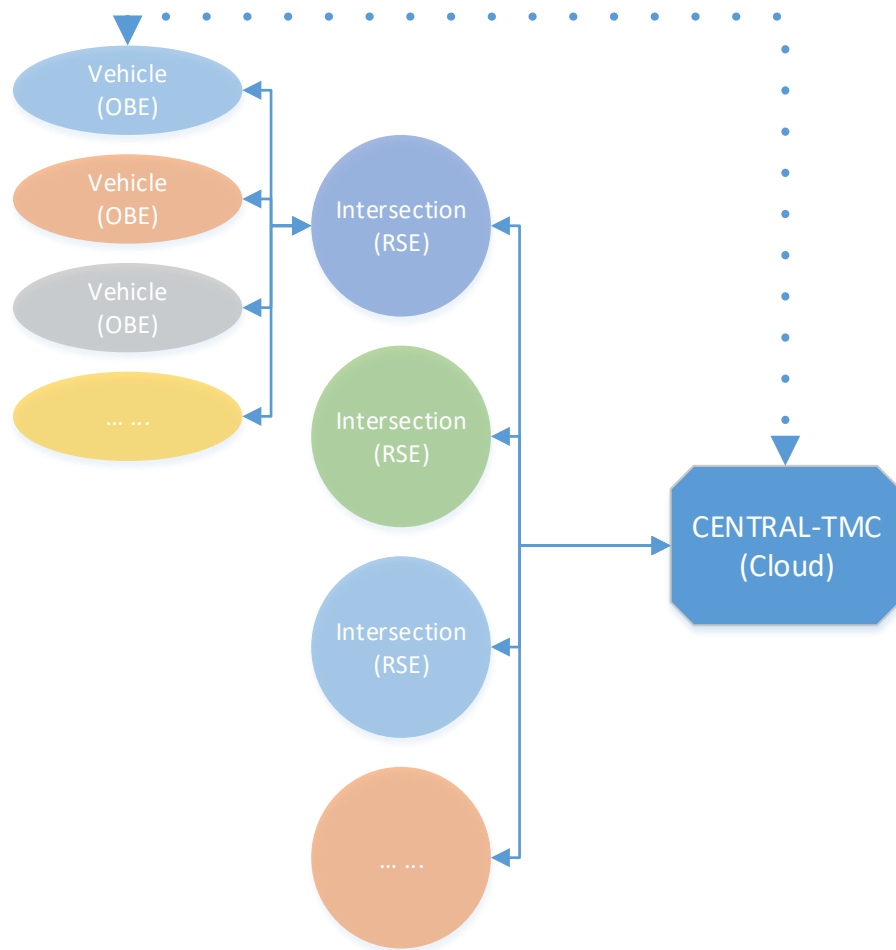 Vehicle
(OBE)
Vehicle
(OBE)
Vehicle
(OBE)
... ...
Intersection
(RSE)
Intersection
(RSE)
Intersection
(RSE)
... ...
CENTRAL-TMC
(Cloud)